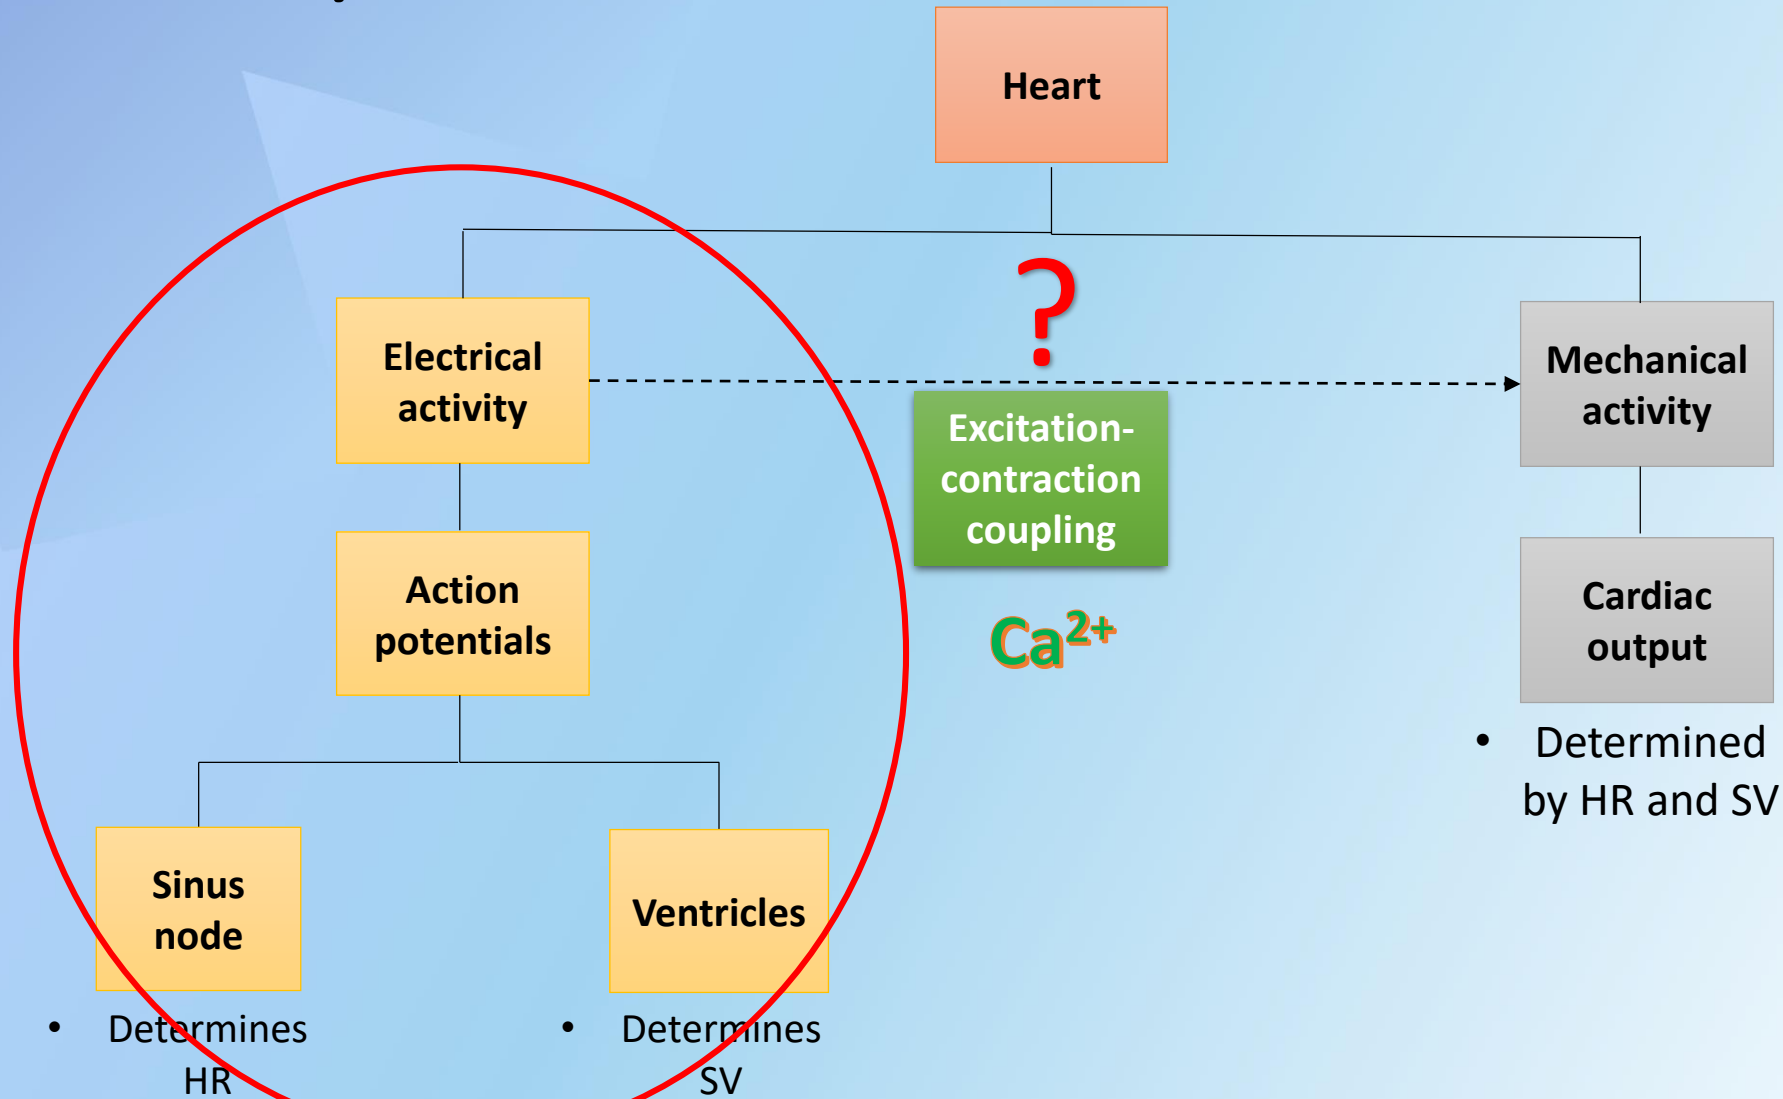 Heart
?
Electrical
activity
Mechanical
activity
Excitation-
contraction
coupling
Action
potentials
Ca²⁺
Cardiac
output
• Determined
by HR and SV
Sinus
node
Ventricles
• Determines
HR
• Determines
SV